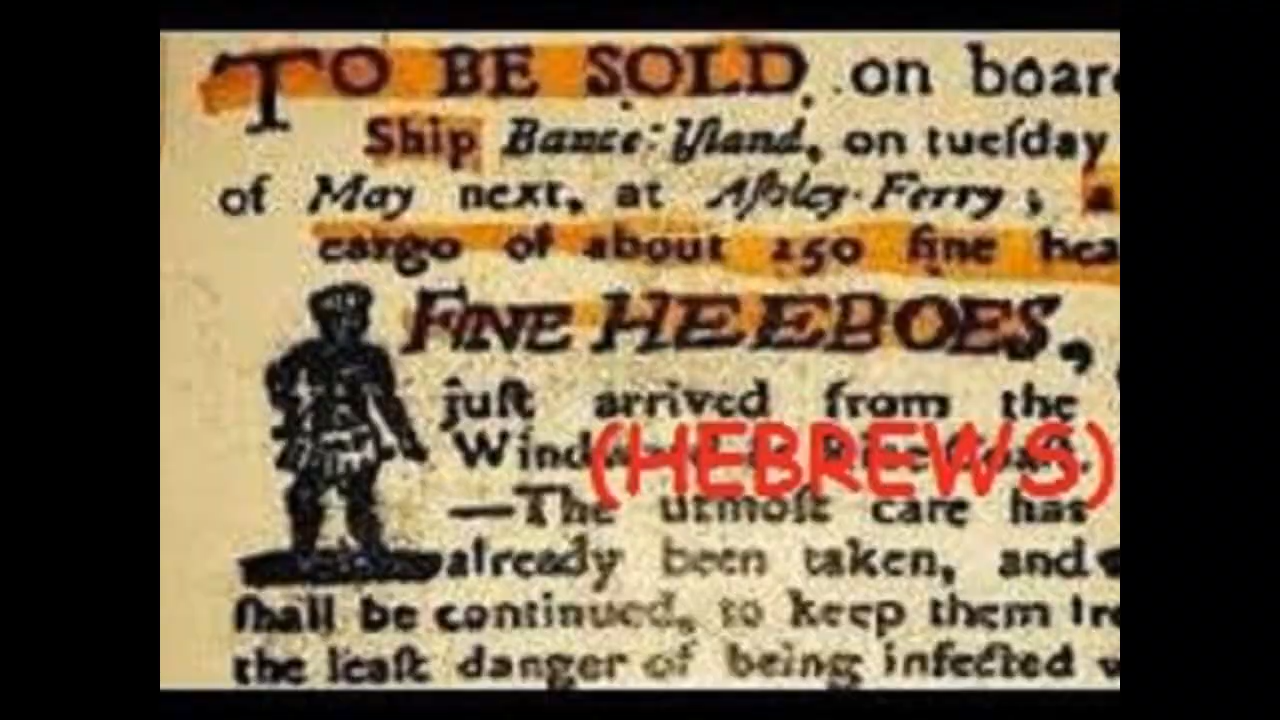 TO BE SOLD, on board
Ship Bance-Yland, on tueſday
of May next, at Aſhley-Ferry; a
cargo of about 250 fine hea
FINE HEEBOES,
juſt arrived from the
Wind
(HEBREWS)
—The utmoſt care has
already been taken, and
ſhall be continued, to keep them fre
the leaſt danger of being infected w